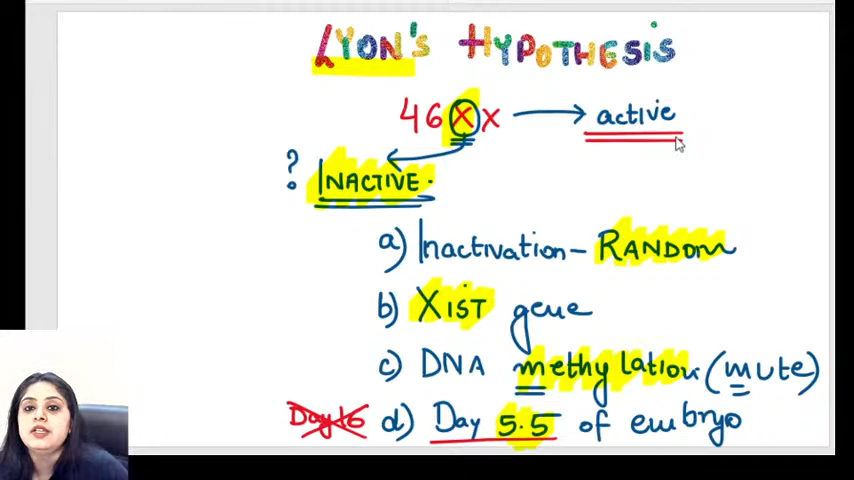 LYON'S HYPOTHESIS
46 X X → active
? INACTIVE.
a) Inactivation - RANDOM
b) XIST gene
c) DNA methylation (mute)
Day 16 d) Day 5.5 of embryo